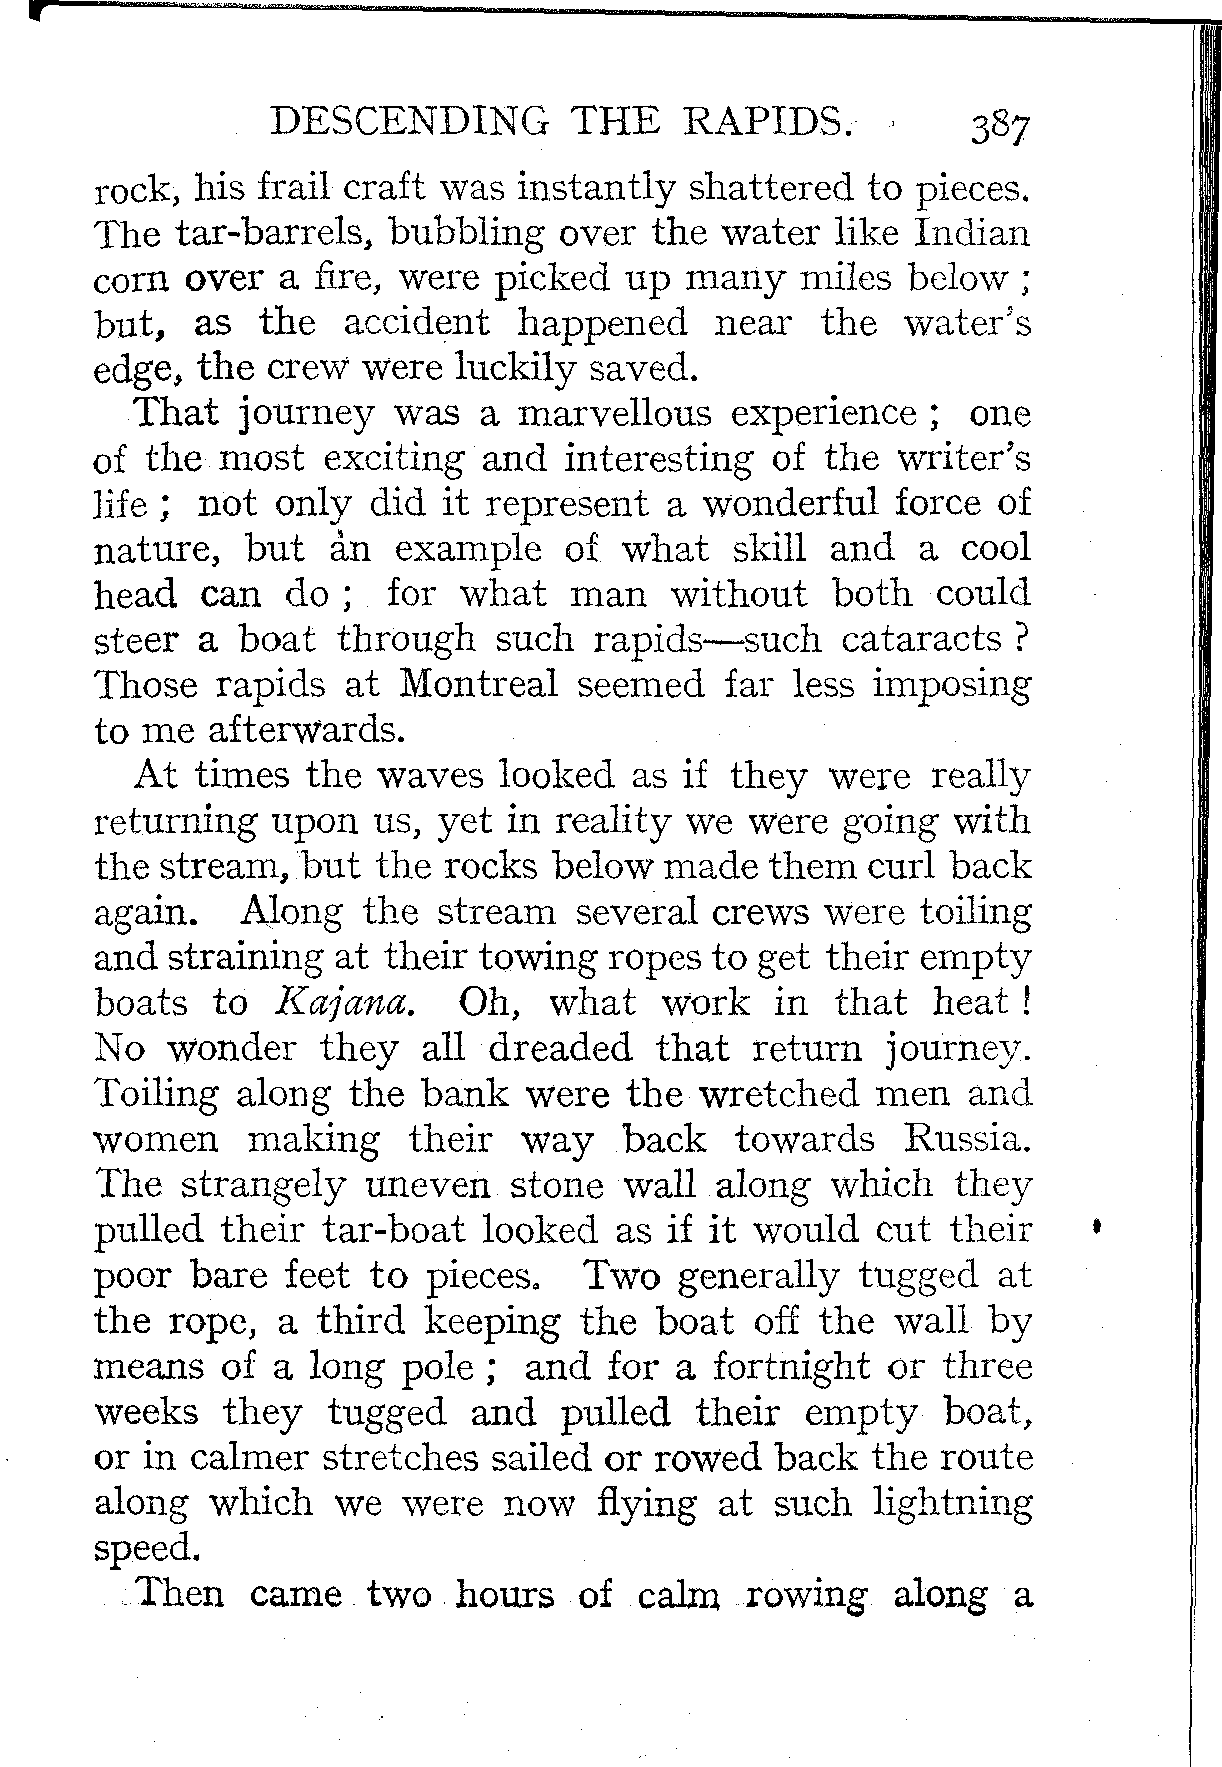 DESCENDING THE RAPIDS. 387
rock, his frail craft was instantly shattered to pieces.
The tar-barrels, bubbling over the water like Indian
corn over a fire, were picked up many miles below ;
but, as the accident happened near the water's
edge, the crew were luckily saved.
That journey was a marvellous experience ; one
of the most exciting and interesting of the writer's
life ; not only did it represent a wonderful force of
nature, but an example of what skill and a cool
head can do ; for what man without both could
steer a boat through such rapids—such cataracts ?
Those rapids at Montreal seemed far less imposing
to me afterwards.
At times the waves looked as if they were really
returning upon us, yet in reality we were going with
the stream, but the rocks below made them curl back
again. Along the stream several crews were toiling
and straining at their towing ropes to get their empty
boats to Kajana. Oh, what work in that heat !
No wonder they all dreaded that return journey.
Toiling along the bank were the wretched men and
women making their way back towards Russia.
The strangely uneven stone wall along which they
pulled their tar-boat looked as if it would cut their
poor bare feet to pieces. Two generally tugged at
the rope, a third keeping the boat off the wall by
means of a long pole ; and for a fortnight or three
weeks they tugged and pulled their empty boat,
or in calmer stretches sailed or rowed back the route
along which we were now flying at such lightning
speed.
Then came two hours of calm rowing along a